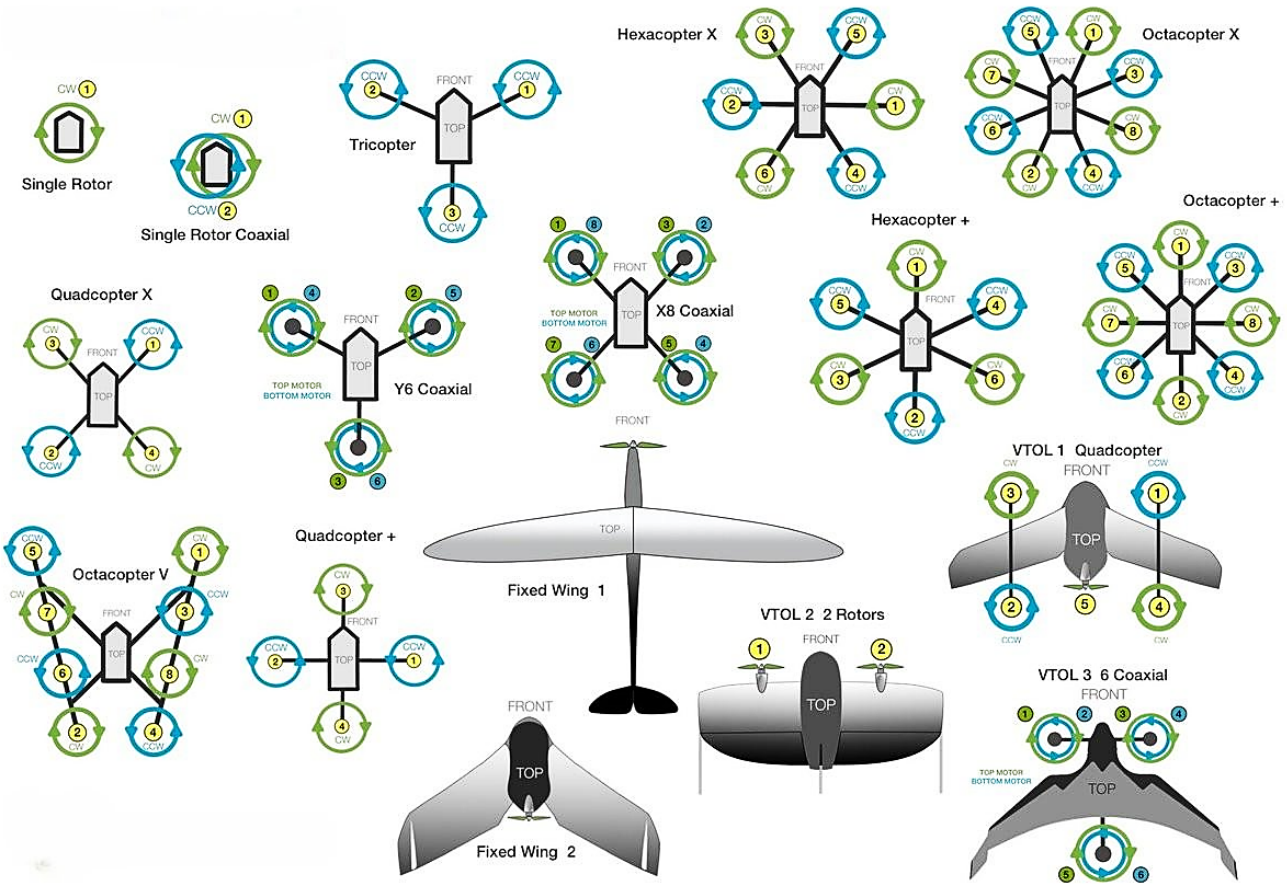 CW 1
Single Rotor
CW 1
CCW 2
Single Rotor Coaxial
FRONT
CCW
2
CCW
1
TOP
Tricopter
3
CCW
Hexacopter X
CW
3
CCW
5
FRONT
CCW
2
TOP
CW
1
6
CW
4
CCW
Octacopter X
CCW
5
CW
1
FRONT
CW
7
CCW
3
TOP
CCW
6
CW
8
CW
2
4
CCW
Quadcopter X
CW
3
CCW
1
FRONT
TOP
2
CCW
4
CW
1 4
2 5
FRONT
TOP
TOP MOTOR
BOTTOM MOTOR
Y6 Coaxial
3 6
1 8
3 2
FRONT
TOP MOTOR
BOTTOM MOTOR
TOP
X8 Coaxial
7 6
5 4
Hexacopter +
CW
1
FRONT
CCW
5
CCW
4
TOP
3
CW
6
CW
2
CCW
Octacopter +
CW
1
CCW
5
CCW
3
FRONT
CW
7
TOP
CW
8
6
CCW
4
CCW
2
CW
CCW
5
CW
1
Octacopter V
CW
7
FRONT
3
CCW
TOP
CCW
6
CW
8
2
CW
4
CCW
Quadcopter +
CW
3
FRONT
CCW
2
TOP
CCW
1
4
CW
FRONT
TOP
Fixed Wing 1
FRONT
TOP
Fixed Wing 2
VTOL 2 2 Rotors
FRONT
1
2
TOP
VTOL 1 Quadcopter
FRONT
CW
3
CCW
1
TOP
2
CCW
5
4
CW
VTOL 3 6 Coaxial
FRONT
1 2 3 4
TOP MOTOR
BOTTOM MOTOR
TOP
5 6